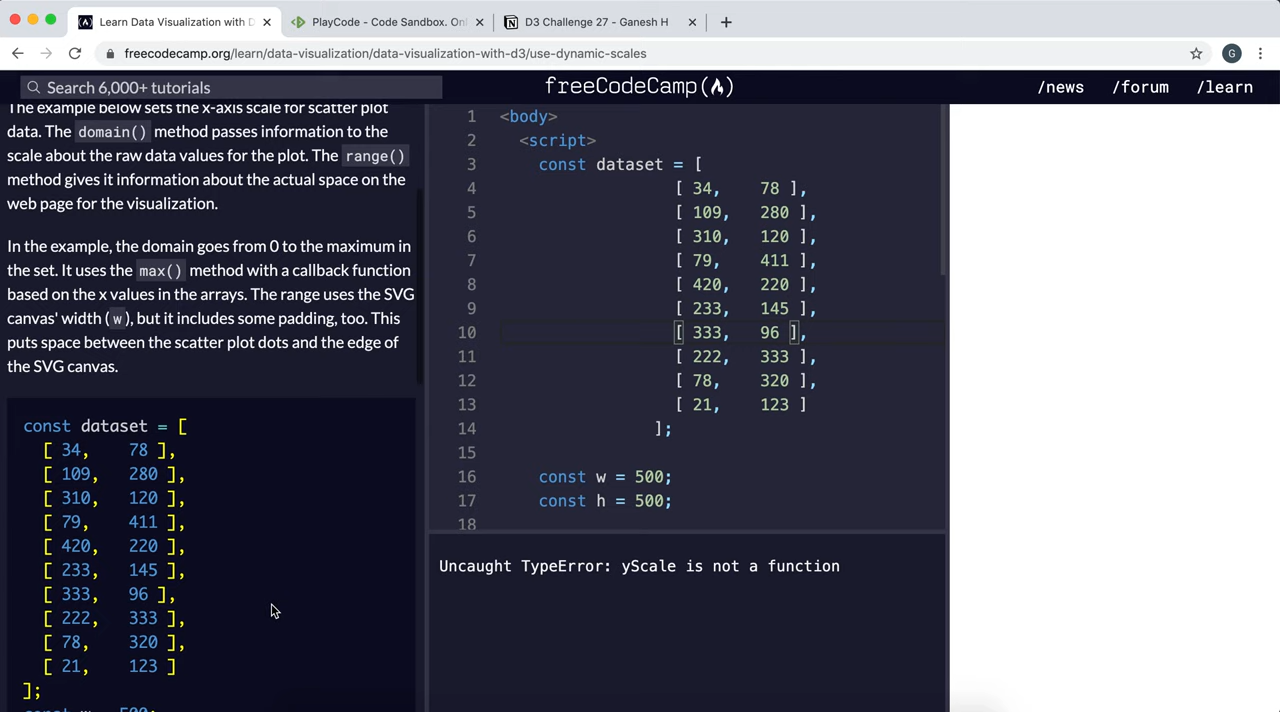 Learn Data Visualization with D
PlayCode - Code Sandbox. Onl
D3 Challenge 27 - Ganesh H
freecodecamp.org/learn/data-visualization/data-visualization-with-d3/use-dynamic-scales
G
Search 6,000+ tutorials
freeCodeCamp
/news
/forum
/learn
The example below sets the x-axis scale for scatter plot
data. The domain() method passes information to the
scale about the raw data values for the plot. The range()
method gives it information about the actual space on the
web page for the visualization.
In the example, the domain goes from 0 to the maximum in
the set. It uses the max() method with a callback function
based on the x values in the arrays. The range uses the SVG
canvas' width (w), but it includes some padding, too. This
puts space between the scatter plot dots and the edge of
the SVG canvas.
const dataset = [
[ 34, 78 ],
[ 109, 280 ],
[ 310, 120 ],
[ 79, 411 ],
[ 420, 220 ],
[ 233, 145 ],
[ 333, 96 ],
[ 222, 333 ],
[ 78, 320 ],
[ 21, 123 ]
];
const w = 500;
1 <body>
2 <script>
3 const dataset = [
4 [ 34, 78 ],
5 [ 109, 280 ],
6 [ 310, 120 ],
7 [ 79, 411 ],
8 [ 420, 220 ],
9 [ 233, 145 ],
10 [ 333, 96 ],
11 [ 222, 333 ],
12 [ 78, 320 ],
13 [ 21, 123 ]
14 ];
15
16 const w = 500;
17 const h = 500;
18
Uncaught TypeError: yScale is not a function